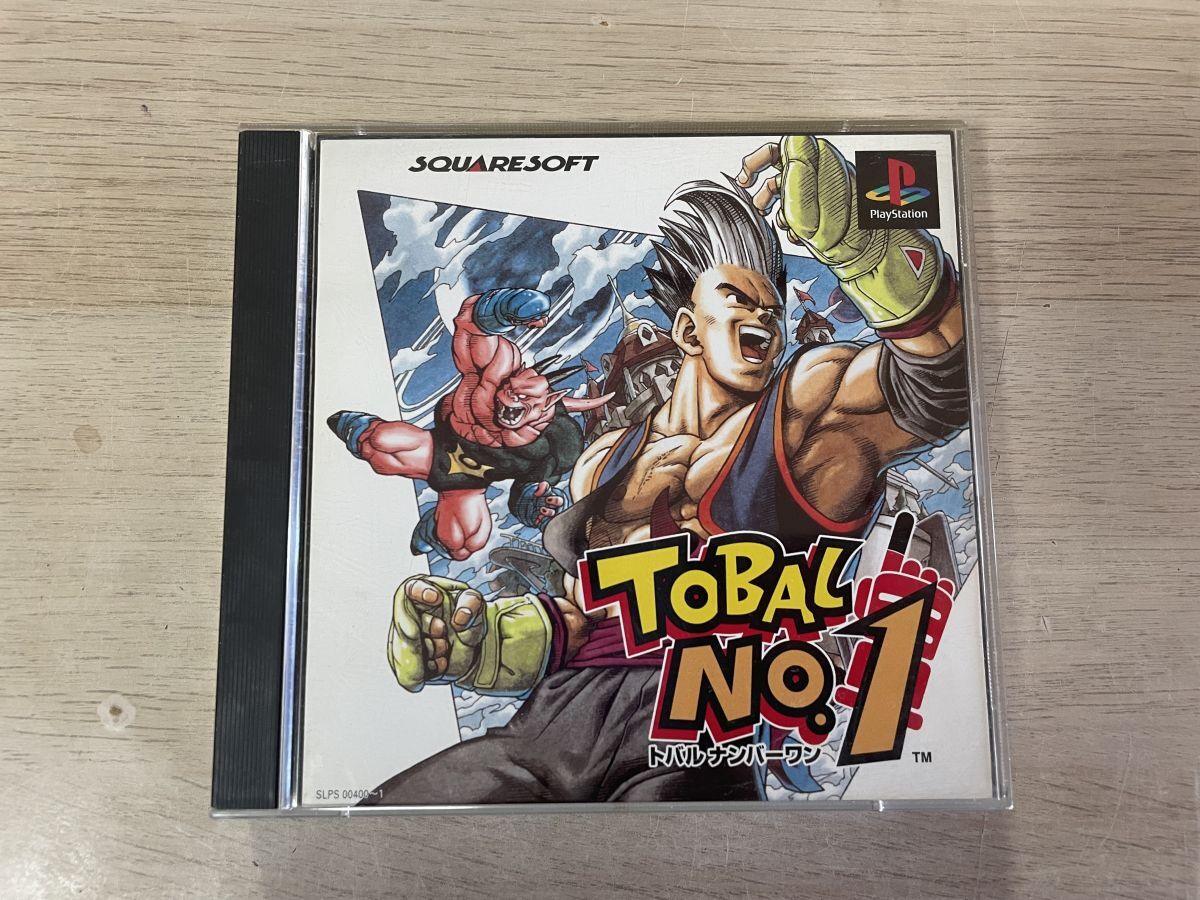 SQUARESOFT
PlayStation
TOBAL
NO.1
トバル ナンバーワン
TM
SLPS 00400~1